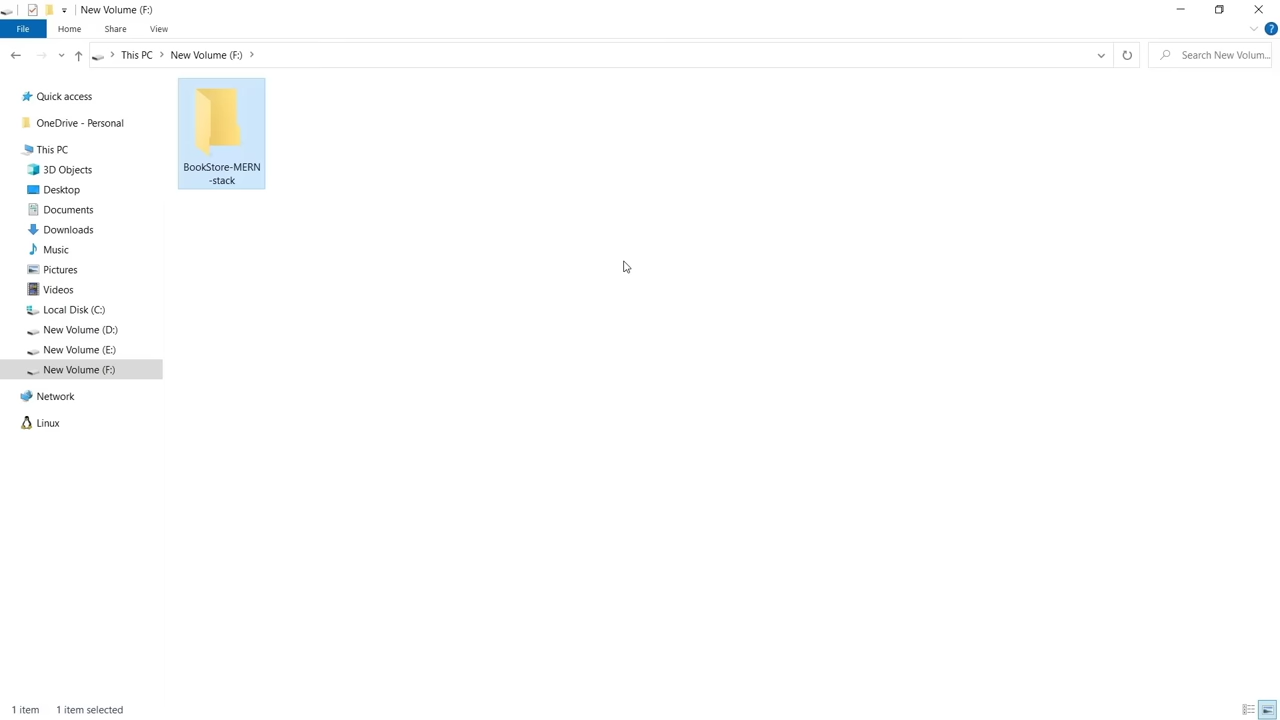 New Volume (F:)
File Home Share View
This PC New Volume (F:) Search New Volum...
Quick access
OneDrive - Personal
This PC
3D Objects
Desktop
Documents
Downloads
Music
Pictures
Videos
Local Disk (C:)
New Volume (D:)
New Volume (E:)
New Volume (F:)
Network
Linux
BookStore-MERN
-stack
1 item 1 item selected